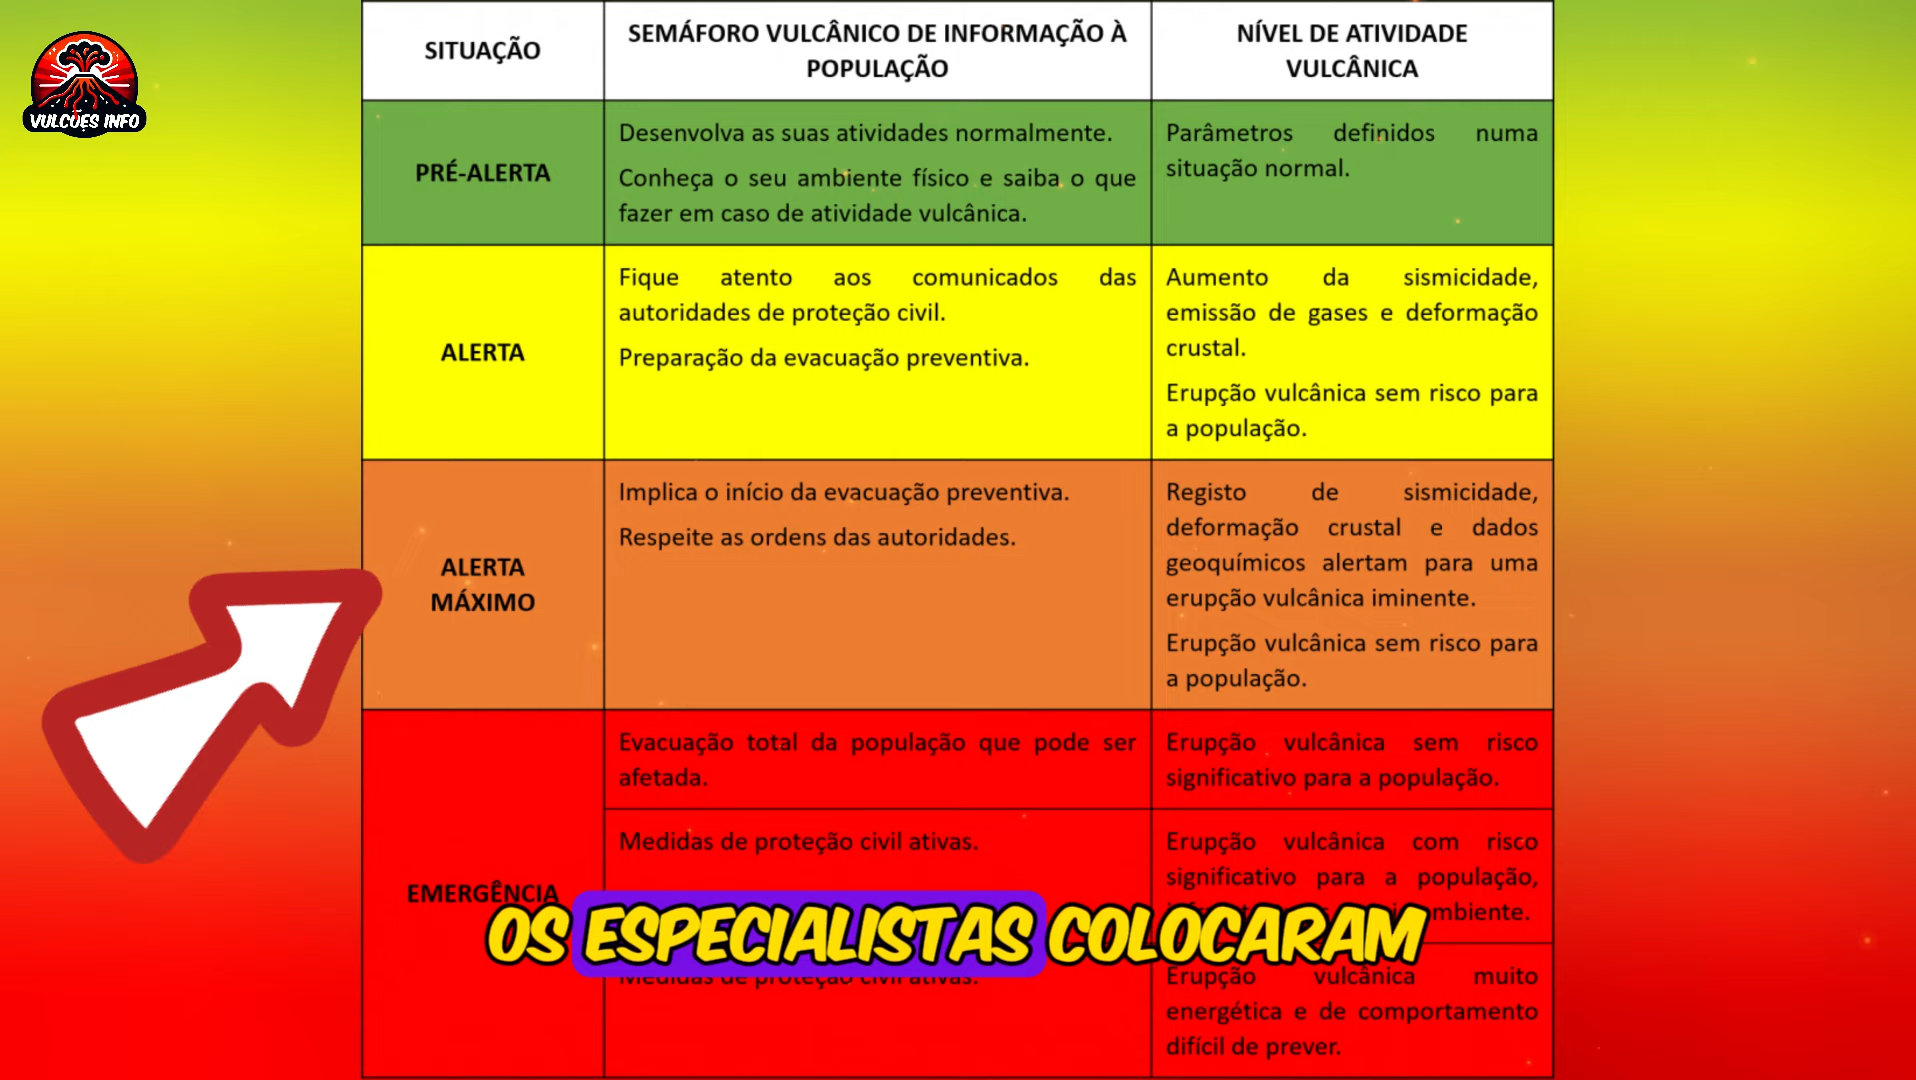 VULCÕES INFO
SITUAÇÃO
SEMÁFORO VULCÂNICO DE INFORMAÇÃO À
POPULAÇÃO
NÍVEL DE ATIVIDADE
VULCÂNICA
PRÉ-ALERTA
Desenvolva as suas atividades normalmente.
Conheça o seu ambiente físico e saiba o que
fazer em caso de atividade vulcânica.
Parâmetros definidos numa
situação normal.
ALERTA
Fique atento aos comunicados das
autoridades de proteção civil.
Preparação da evacuação preventiva.
Aumento da sismicidade,
emissão de gases e deformação
crustal.
Erupção vulcânica sem risco para
a população.
ALERTA
MÁXIMO
Implica o início da evacuação preventiva.
Respeite as ordens das autoridades.
Registo de sismicidade,
deformação crustal e dados
geoquímicos alertam para uma
erupção vulcânica iminente.
Erupção vulcânica sem risco para
a população.
EMERGÊNCIA
Evacuação total da população que pode ser
afetada.
Erupção vulcânica sem risco
significativo para a população.
Medidas de proteção civil ativas.
Erupção vulcânica com risco
significativo para a população,
ambiente.
Medidas de proteção civil ativas.
Erupção vulcânica muito
energética e de comportamento
difícil de prever.
OS ESPECIALISTAS COLOCARAM